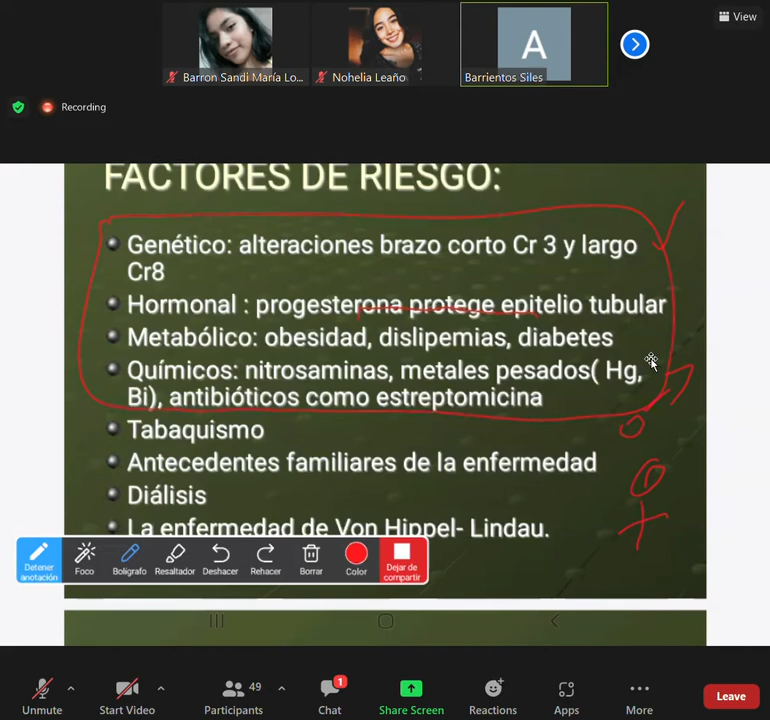 View
Barron Sandi María Lo...
Nohelia Leaño
A
Barrientos Siles
Recording
FACTORES DE RIESGO:
Genético: alteraciones brazo corto Cr 3 y largo
Cr8
Hormonal : progesterona protege epitelio tubular
Metabólico: obesidad, dislipemias, diabetes
Químicos: nitrosaminas, metales pesados( Hg,
Bi), antibióticos como estreptomicina
Tabaquismo
Antecedentes familiares de la enfermedad
Diálisis
La enfermedad de Von Hippel- Lindau.
Detener
anotación
Foco
Bolígrafo
Resaltador
Deshacer
Rehacer
Borrar
Color
Dejar de
compartir
Unmute
Start Video
49
Participants
1
Chat
Share Screen
Reactions
Apps
More
Leave